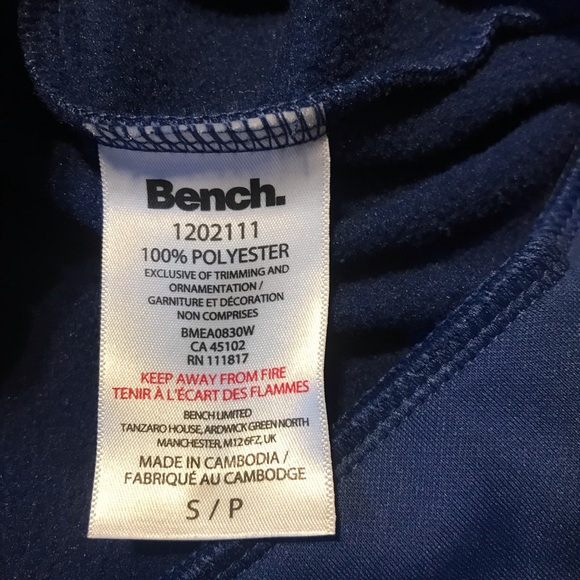 Bench.
1202111
100% POLYESTER
EXCLUSIVE OF TRIMMING AND
ORNAMENTATION /
GARNITURE ET DÉCORATION
NON COMPRISES
BMEA0830W
CA 45102
RN 111817
KEEP AWAY FROM FIRE
TENIR À L'ÉCART DES FLAMMES
BENCH LIMITED
TANZARO HOUSE, ARDWICK GREEN NORTH
MANCHESTER, M12 6FZ, UK
MADE IN CAMBODIA /
FABRIQUÉ AU CAMBODGE
S / P